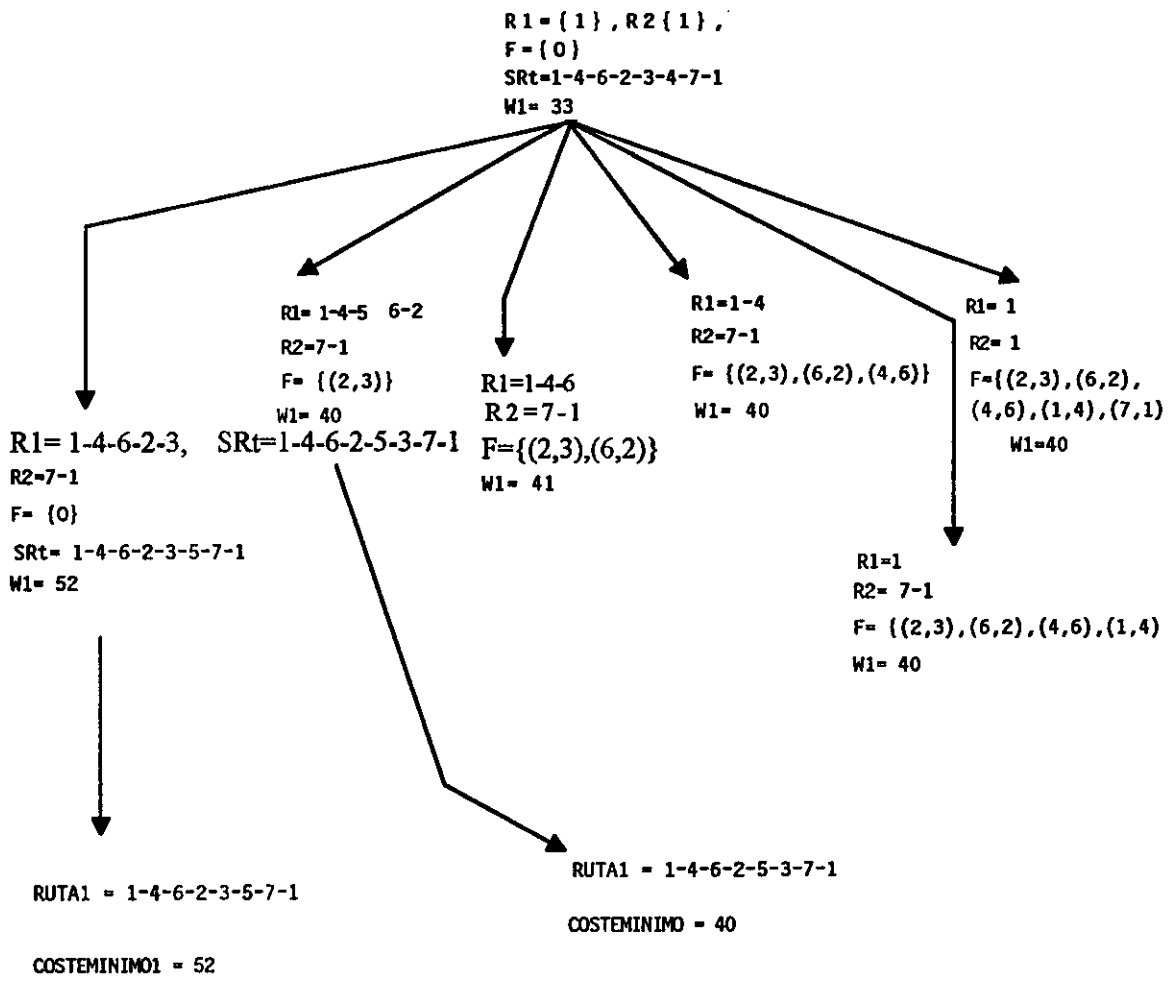 R1={1},R2{1},
F={0}
SRt=1-4-6-2-3-4-7-1
W1= 33
R1= 1-4-5 6-2
R2=7-1
F= {(2,3)}
W1= 40
R1=1-4-6
R2=7-1
F={(2,3),(6,2)}
W1= 41
R1=1-4
R2=7-1
F= {(2,3),(6,2),(4,6)}
W1= 40
R1= 1
R2= 1
F={(2,3),(6,2),
(4,6),(1,4),(7,1)
W1=40
R1= 1-4-6-2-3, SRt=1-4-6-2-5-3-7-1
R2=7-1
F= {0}
SRt= 1-4-6-2-3-5-7-1
W1= 52
R1=1
R2= 7-1
F= {(2,3),(6,2),(4,6),(1,4)
W1= 40
RUTA1 = 1-4-6-2-3-5-7-1
COSTEMINIMO1 = 52
RUTA1 = 1-4-6-2-5-3-7-1
COSTEMINIMO = 40